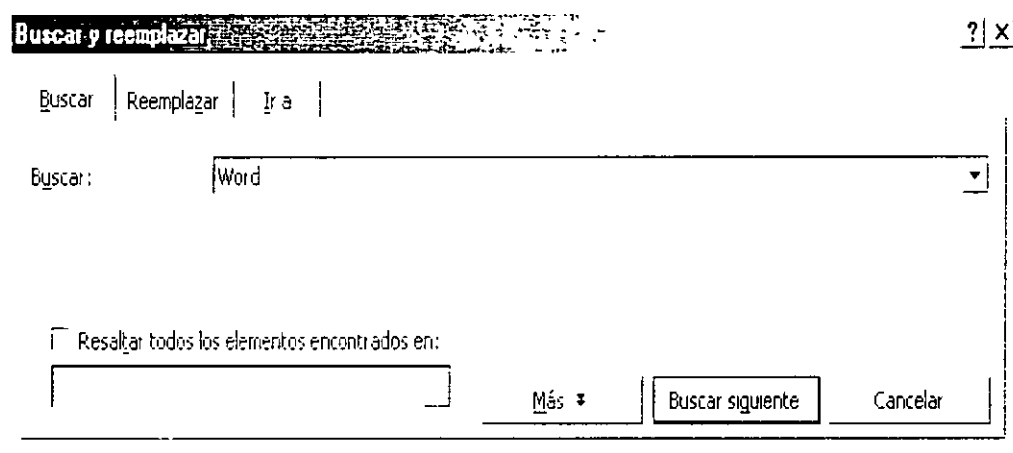 Buscar y reemplazar ? ×
Buscar Reemplazar Ir a
Buscar: Word
Resaltar todos los elementos encontrados en:
Más Buscar siguiente Cancelar